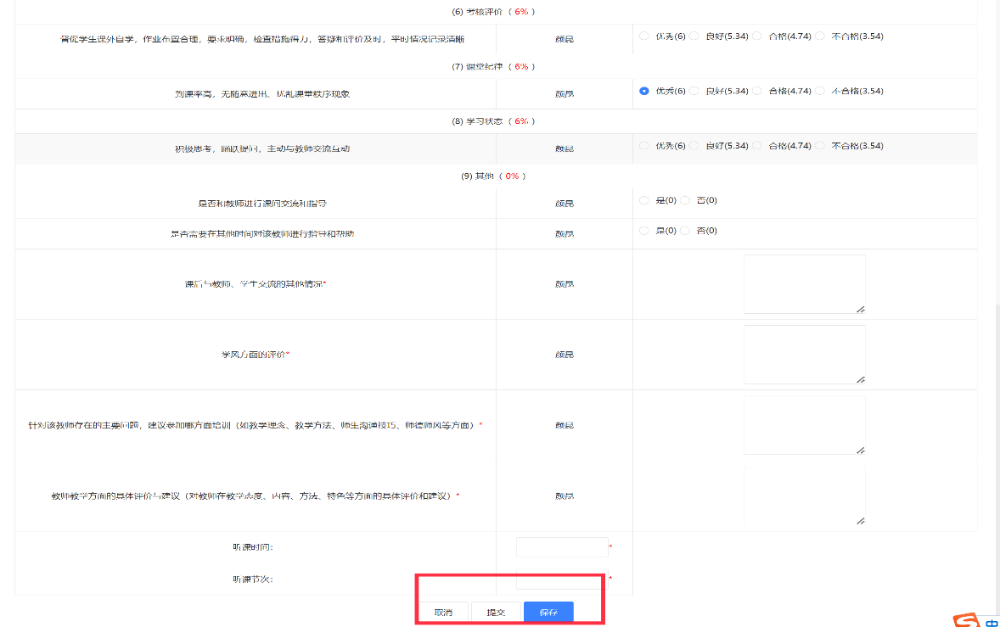 (6) 考核评价（ 6% ）
督促学生课外自学，作业布置合理，要求明确，检查措施得力，答疑和评价及时，平时情况记录清晰 颜昆 优秀(6) 良好(5.34) 合格(4.74) 不合格(3.54)
(7) 课堂纪律（ 6% ）
到课率高，无随意进出、扰乱课堂秩序现象 颜昆 优秀(6) 良好(5.34) 合格(4.74) 不合格(3.54)
(8) 学习状态（ 6% ）
积极思考，踊跃提问，主动与教师交流互动 颜昆 优秀(6) 良好(5.34) 合格(4.74) 不合格(3.54)
(9) 其他（ 0% ）
是否和教师进行课间交流和指导 颜昆 是(0) 否(0)
是否需要在其他时间对该教师进行指导和帮助 颜昆 是(0) 否(0)
课后与教师、学生交流的其他情况* 颜昆
学风方面的评价* 颜昆
针对该教师存在的主要问题，建议参加哪方面培训（如教学理念、教学方法、师生沟通技巧、师德师风等方面）* 颜昆
教师教学方面的具体评价与建议（对教师在教学态度、内容、方法、特色等方面的具体评价和建议）* 颜昆
听课时间： *
听课节次： *
取消 提交 保存
中